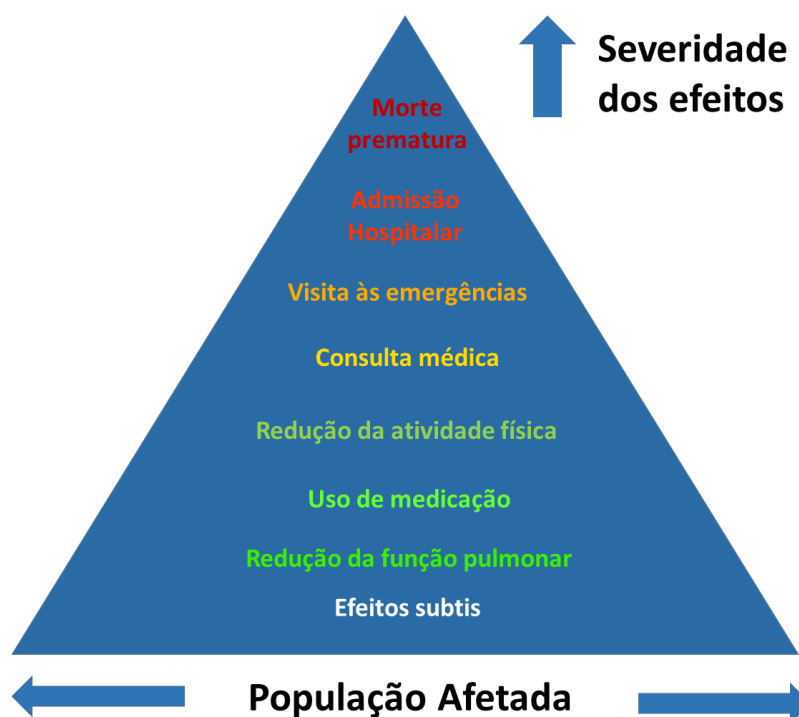 Severidade
dos efeitos
Morte
prematura
Admissão
Hospitalar
Visita às emergências
Consulta médica
Redução da atividade física
Uso de medicação
Redução da função pulmonar
Efeitos subtis
População Afetada